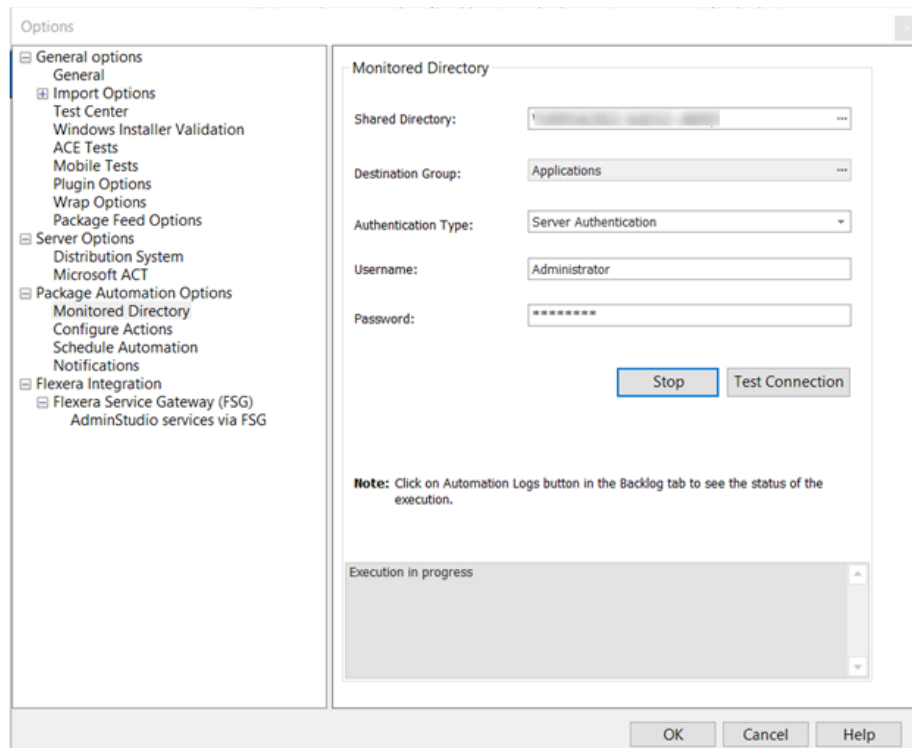 Options
General options
General
Import Options
Test Center
Windows Installer Validation
ACE Tests
Mobile Tests
Plugin Options
Wrap Options
Package Feed Options
Server Options
Distribution System
Microsoft ACT
Package Automation Options
Monitored Directory
Configure Actions
Schedule Automation
Notifications
Flexera Integration
Flexera Service Gateway (FSG)
AdminStudio services via FSG
Monitored Directory
Shared Directory:
...
Destination Group:
Applications
...
Authentication Type:
Server Authentication
Username:
Administrator
Password:
********
Stop
Test Connection
Note: Click on Automation Logs button in the Backlog tab to see the status of the
execution.
Execution in progress
OK
Cancel
Help